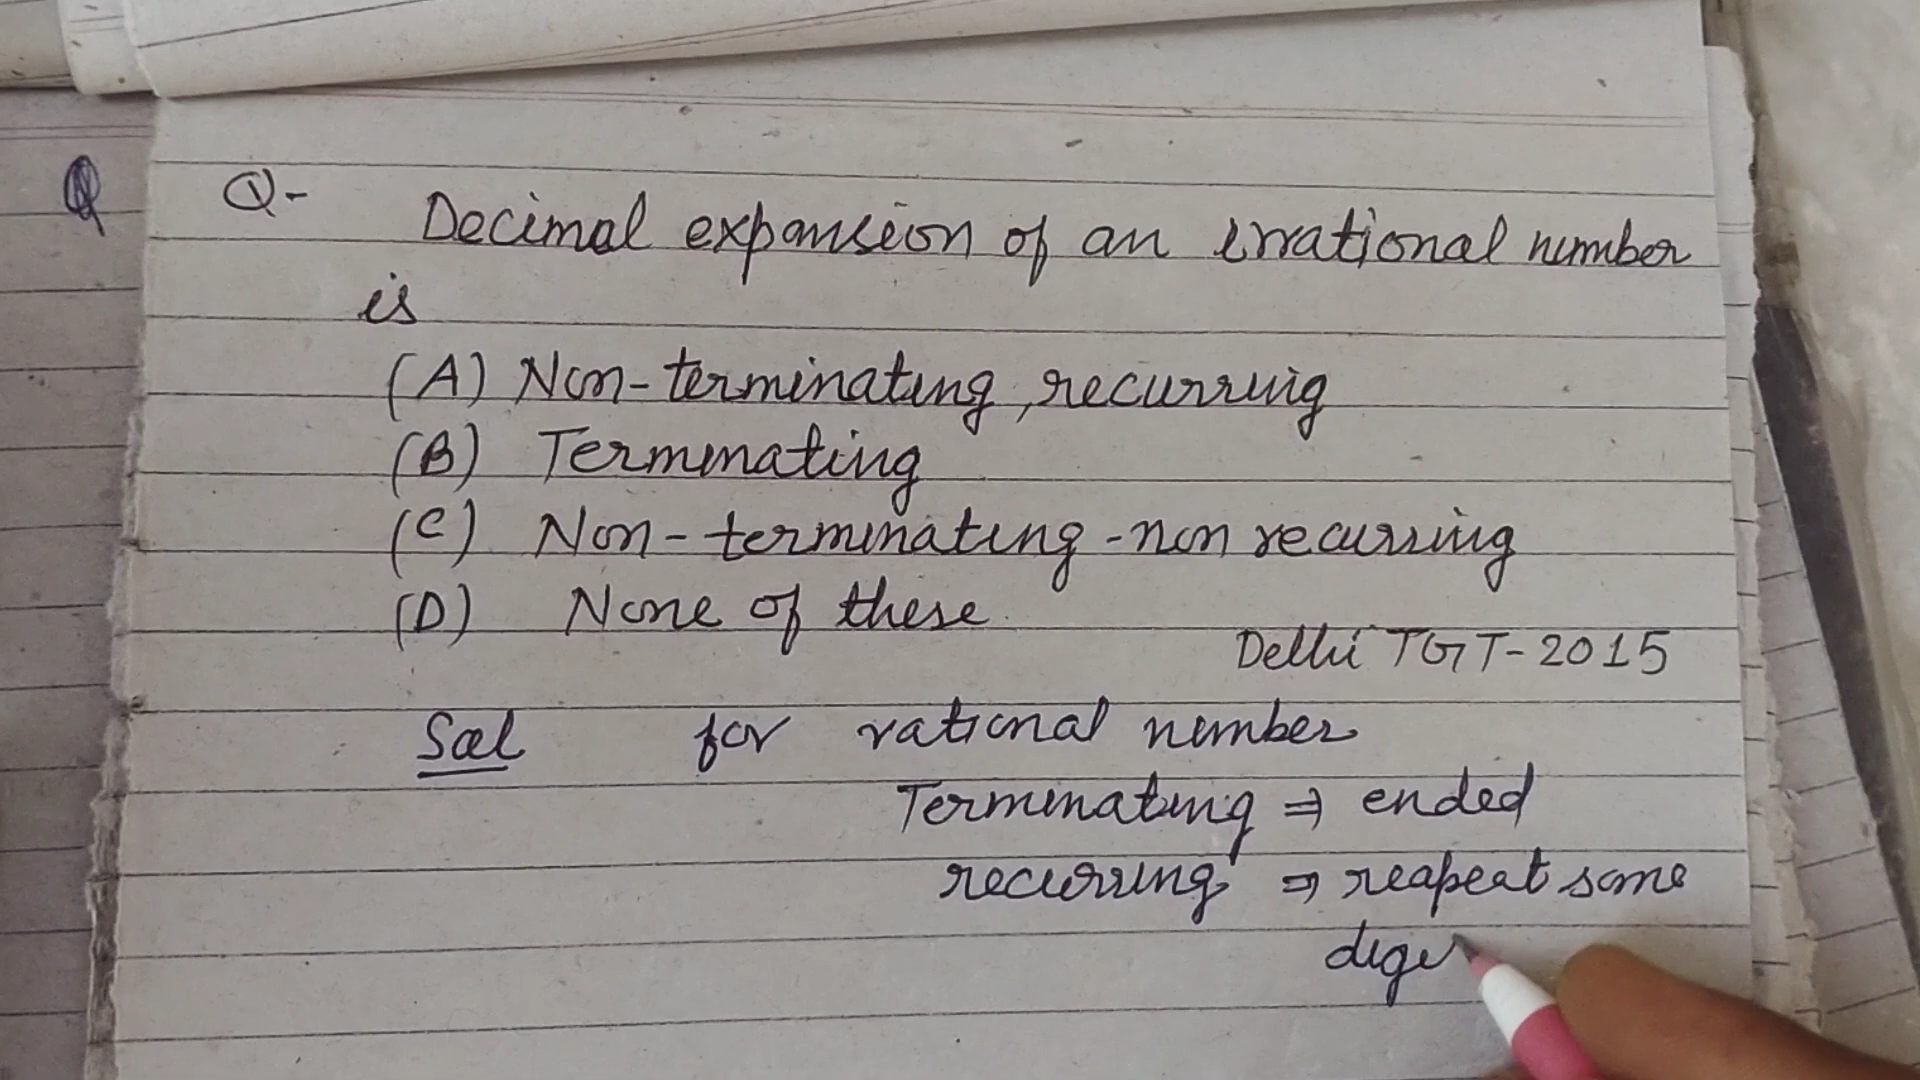 Q-
Decimal expansion of an irrational number
is
(A) Non-terminating, recurring
(B) Terminating
(C) Non-terminating-non recurring
(D) None of these
Delhi TGT-2015
Sol for rational number
Terminating ⇒ ended
recurring ⇒ reapeat some
dige